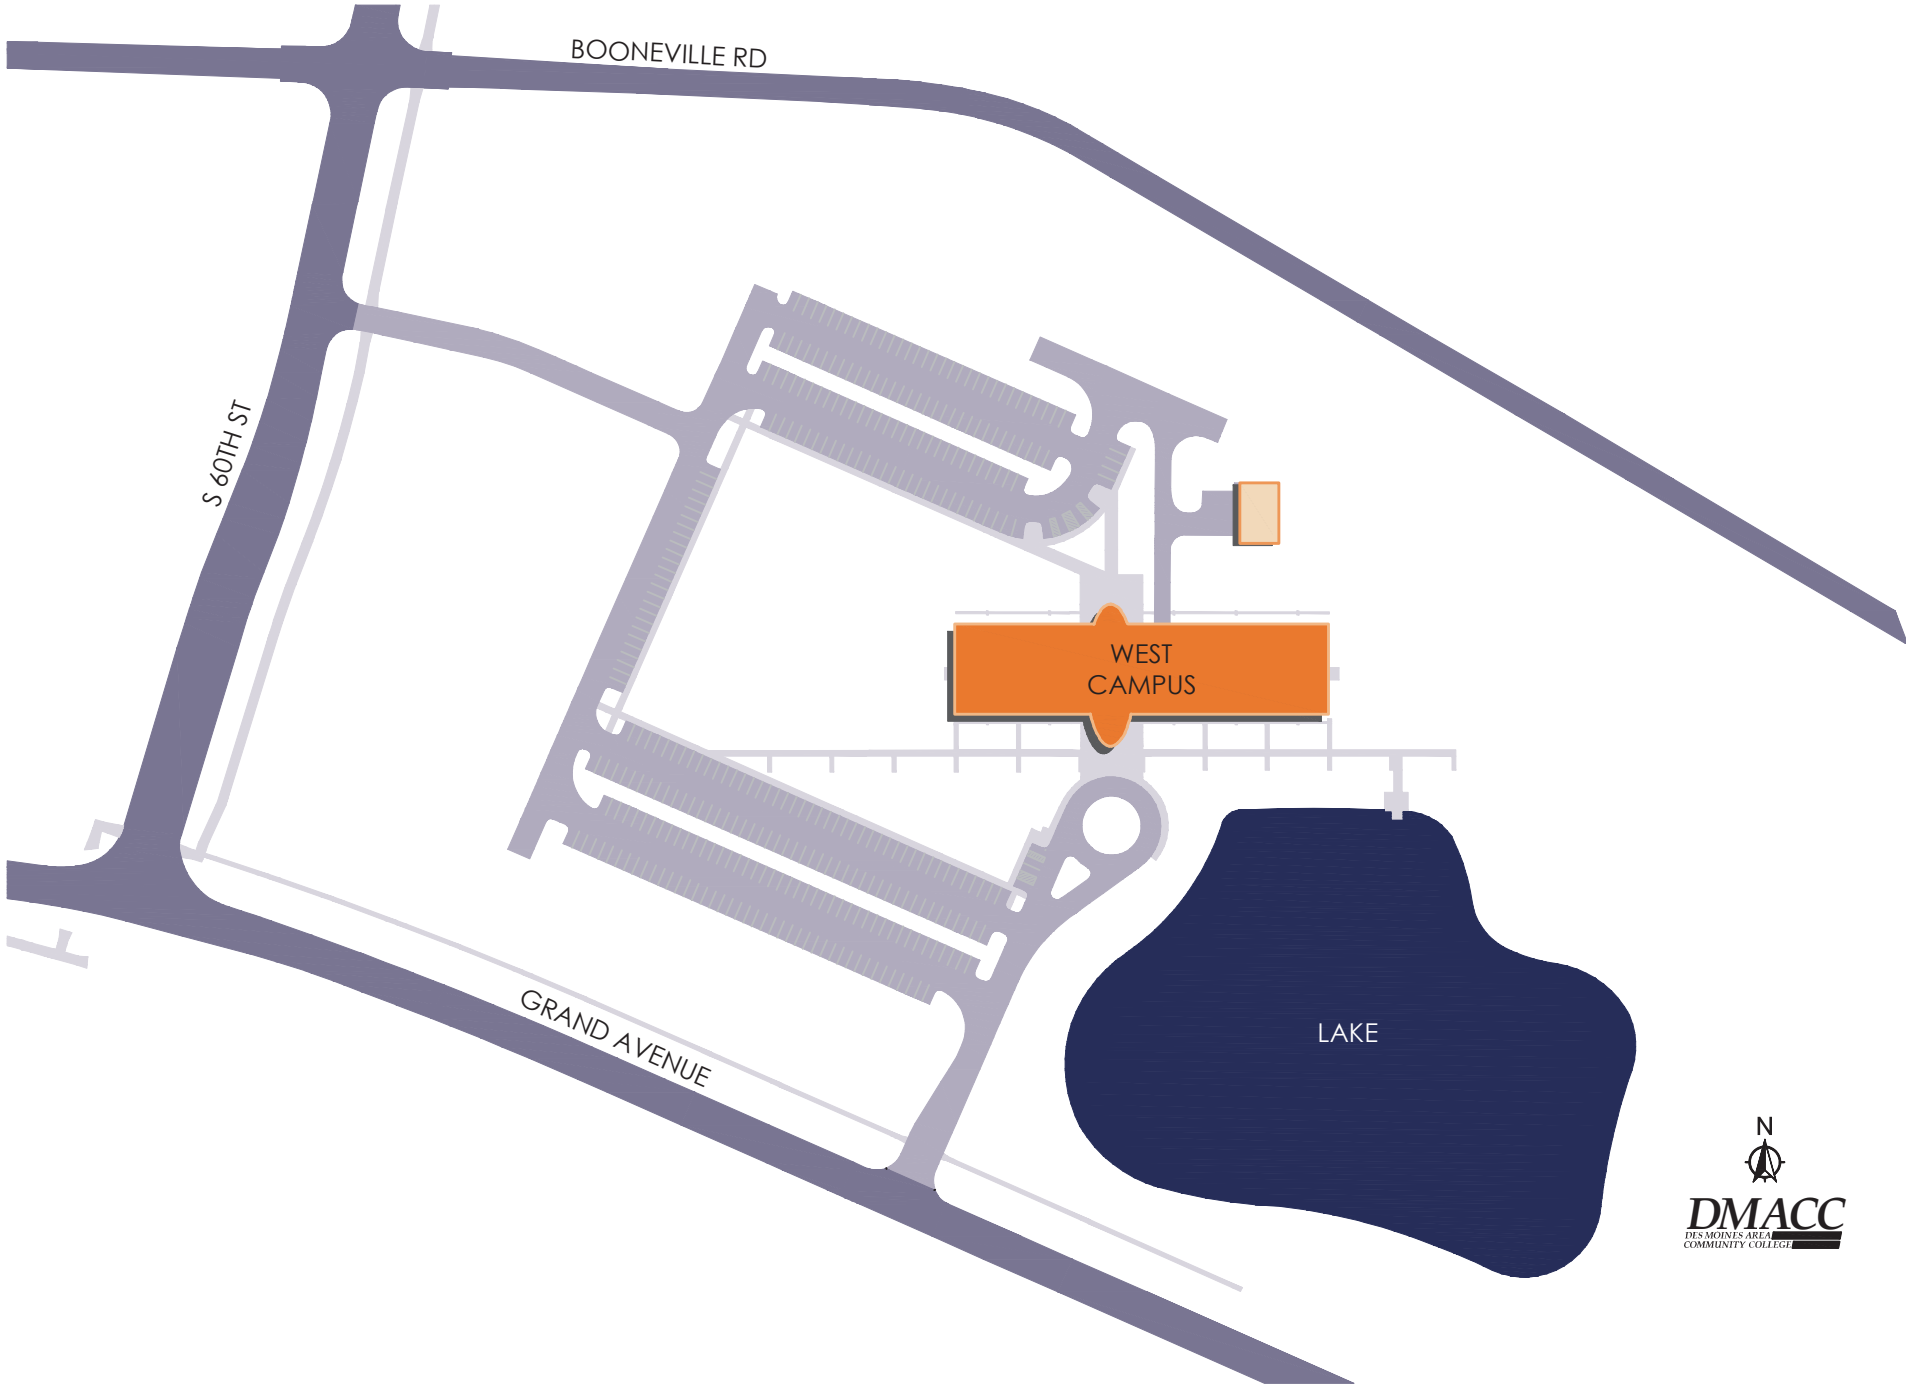 BOONEVILLE RD
S 60TH ST
WEST
CAMPUS
GRAND AVENUE
LAKE
N
DMACC
DES MOINES AREA
COMMUNITY COLLEGE